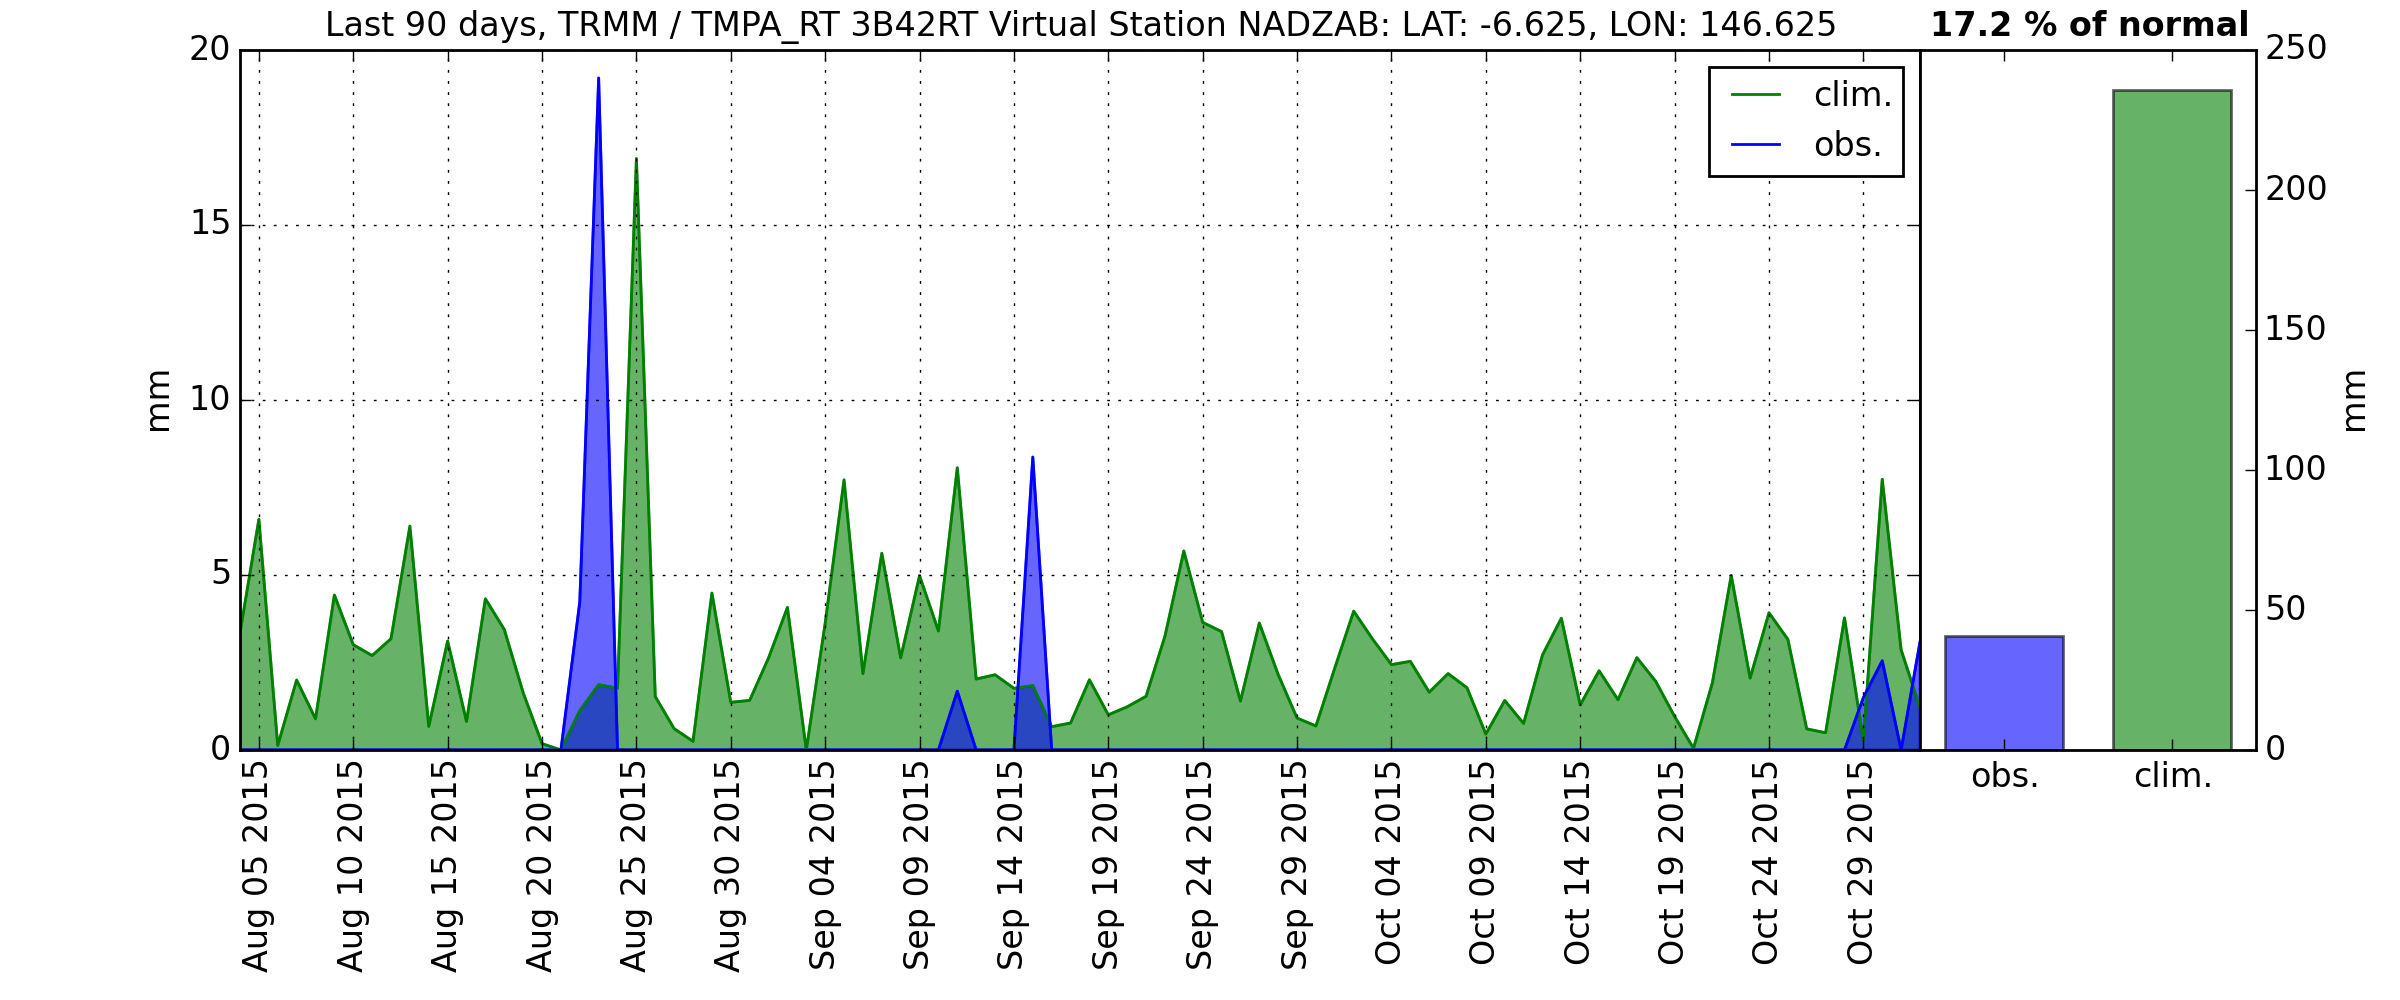 Last 90 days, TRMM / TMPA_RT 3B42RT Virtual Station NADZAB: LAT: -6.625, LON: 146.625
17.2 % of normal
20
15
10
5
0
mm
clim.
obs.
250
200
150
100
50
0
mm
Aug 05 2015
Aug 10 2015
Aug 15 2015
Aug 20 2015
Aug 25 2015
Aug 30 2015
Sep 04 2015
Sep 09 2015
Sep 14 2015
Sep 19 2015
Sep 24 2015
Sep 29 2015
Oct 04 2015
Oct 09 2015
Oct 14 2015
Oct 19 2015
Oct 24 2015
Oct 29 2015
obs.
clim.